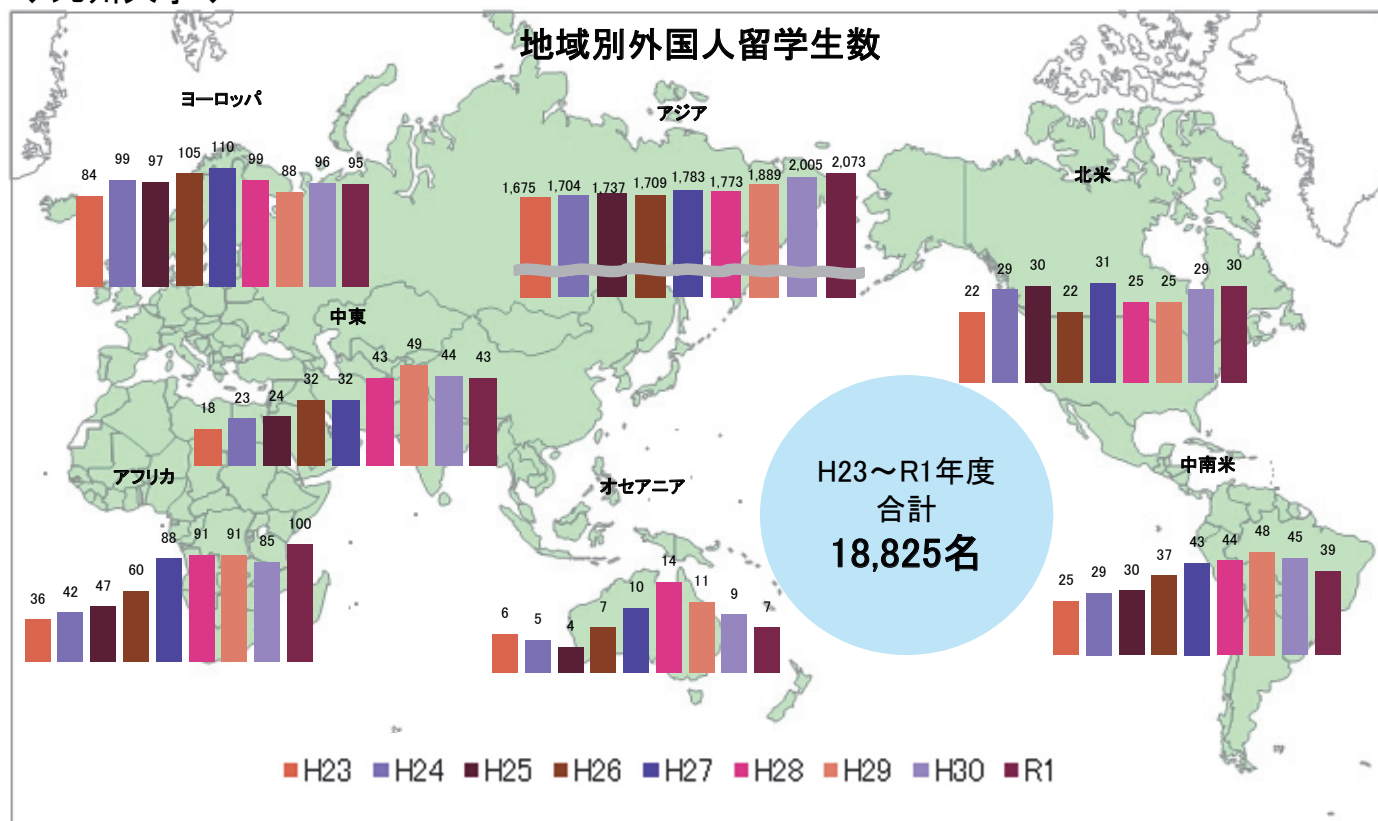 地域別外国人留学生数
ヨーロッパ
84 99 97 105 110 99 88 96 95
アジア
1,675 1,704 1,737 1,709 1,783 1,773 1,889 2,005 2,073
北米
22 29 30 22 31 25 25 29 30
中東
18 23 24 32 32 43 49 44 43
アフリカ
36 42 47 60 88 91 91 85 100
オセアニア
6 5 4 7 10 14 11 9 7
中南米
25 29 30 37 43 44 48 45 39
H23～R1年度
合計
18,825名
H23 H24 H25 H26 H27 H28 H29 H30 R1